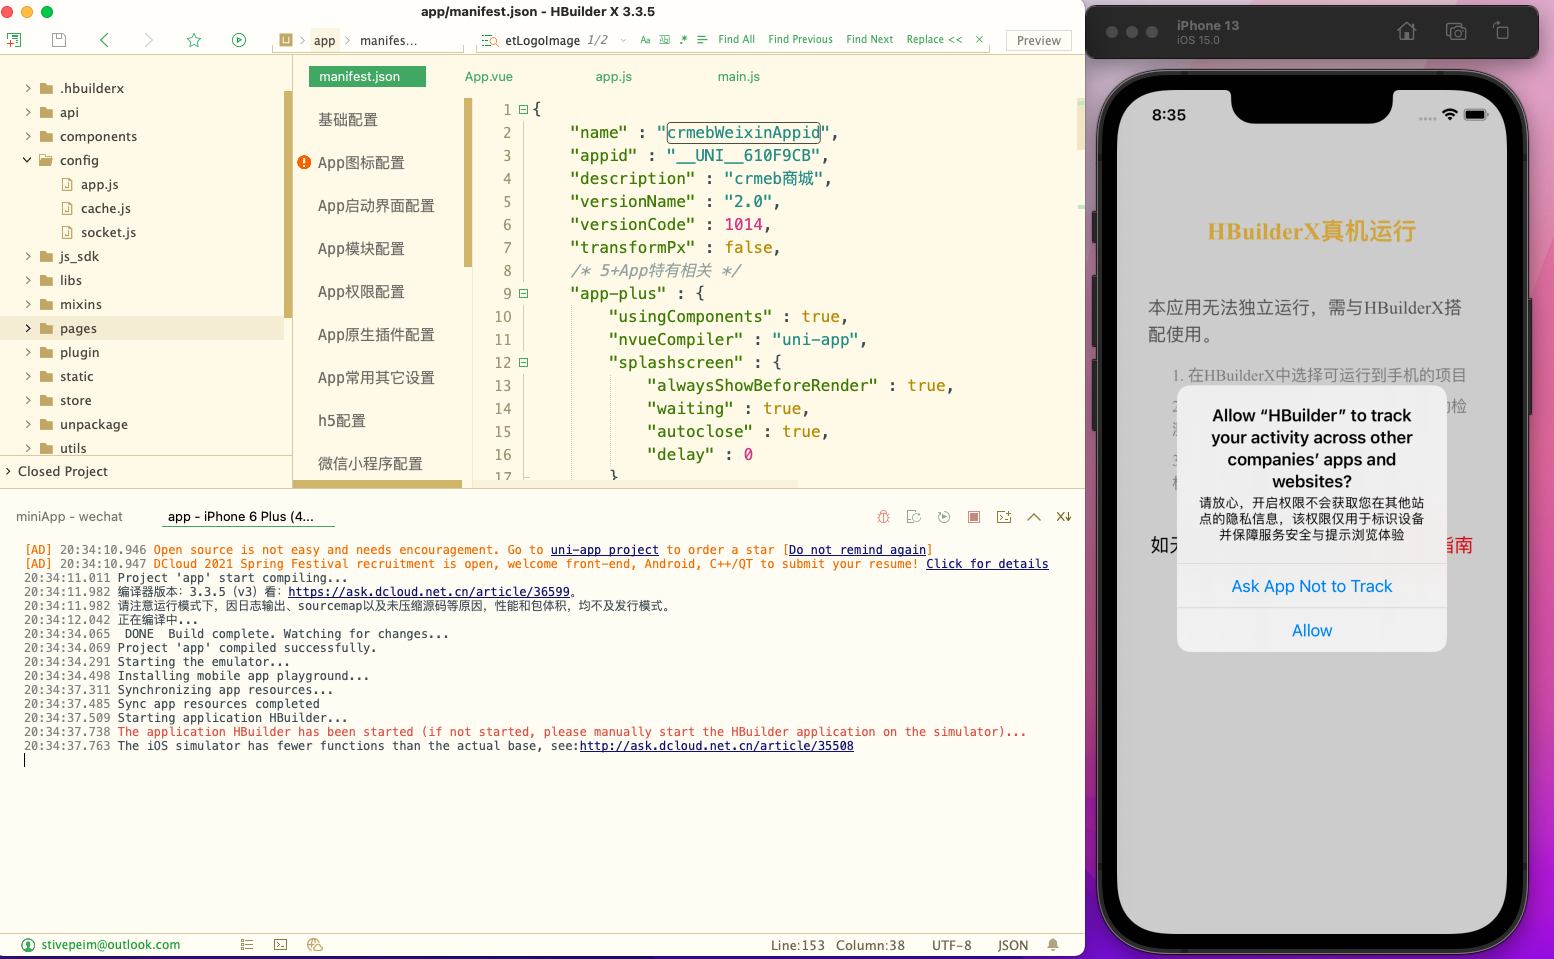 app/manifest.json - HBuilder X 3.3.5
app
manifes...
etLogoImage 1/2
Aa
Find All
Find Previous
Find Next
Replace <<
Preview
.hbuilderx
api
components
config
app.js
cache.js
socket.js
js_sdk
libs
mixins
pages
plugin
static
store
unpackage
utils
Closed Project
manifest.json
App.vue
app.js
main.js
基础配置
App图标配置
App启动界面配置
App模块配置
App权限配置
App原生插件配置
App常用其它设置
h5配置
微信小程序配置
1 {
2 "name" : "crmebWeixinAppid",
3 "appid" : "__UNI__610F9CB",
4 "description" : "crmeb商城",
5 "versionName" : "2.0",
6 "versionCode" : 1014,
7 "transformPx" : false,
8 /* 5+App特有相关 */
9 "app-plus" : {
10 "usingComponents" : true,
11 "nvueCompiler" : "uni-app",
12 "splashscreen" : {
13 "alwaysShowBeforeRender" : true,
14 "waiting" : true,
15 "autoclose" : true,
16 "delay" : 0
17 }
miniApp - wechat
app - iPhone 6 Plus (4...
[AD] 20:34:10.946 Open source is not easy and needs encouragement. Go to uni-app project to order a star [Do not remind again]
[AD] 20:34:10.947 DCloud 2021 Spring Festival recruitment is open, welcome front-end, Android, C++/QT to submit your resume! Click for details
20:34:11.011 Project 'app' start compiling...
20:34:11.982 编译器版本：3.3.5（v3）看：https://ask.dcloud.net.cn/article/36599。
20:34:11.982 请注意运行模式下，因日志输出、sourcemap以及未压缩源码等原因，性能和包体积，均不及发行模式。
20:34:12.042 正在编译中...
20:34:34.065 DONE Build complete. Watching for changes...
20:34:34.069 Project 'app' compiled successfully.
20:34:34.291 Starting the emulator...
20:34:34.498 Installing mobile app playground...
20:34:37.311 Synchronizing app resources...
20:34:37.485 Sync app resources completed
20:34:37.509 Starting application HBuilder...
20:34:37.738 The application HBuilder has been started (if not started, please manually start the HBuilder application on the simulator)...
20:34:37.763 The iOS simulator has fewer functions than the actual base, see:http://ask.dcloud.net.cn/article/35508
stivepeim@outlook.com
Line:153 Column:38
UTF-8
JSON
iPhone 13
iOS 15.0
8:35
HBuilderX真机运行
本应用无法独立运行，需与HBuilderX搭
配使用。
1. 在HBuilderX中选择可运行到手机的项目
Allow “HBuilder” to track
your activity across other
companies’ apps and
websites?
请放心，开启权限不会获取您在其他站
点的隐私信息，该权限仅用于标识设备
并保障服务安全与提示浏览体验
如 指南
Ask App Not to Track
Allow